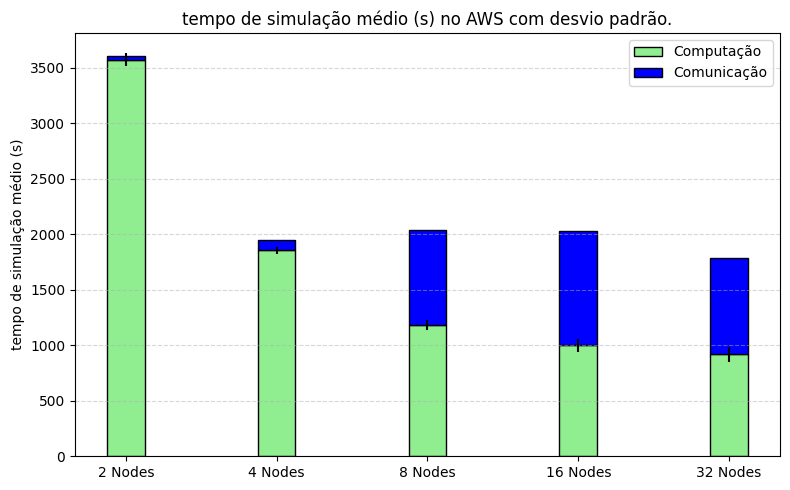 tempo de simulação médio (s) no AWS com desvio padrão.
Computação
Comunicação
tempo de simulação médio (s)
3500
3000
2500
2000
1500
1000
500
0
2 Nodes
4 Nodes
8 Nodes
16 Nodes
32 Nodes